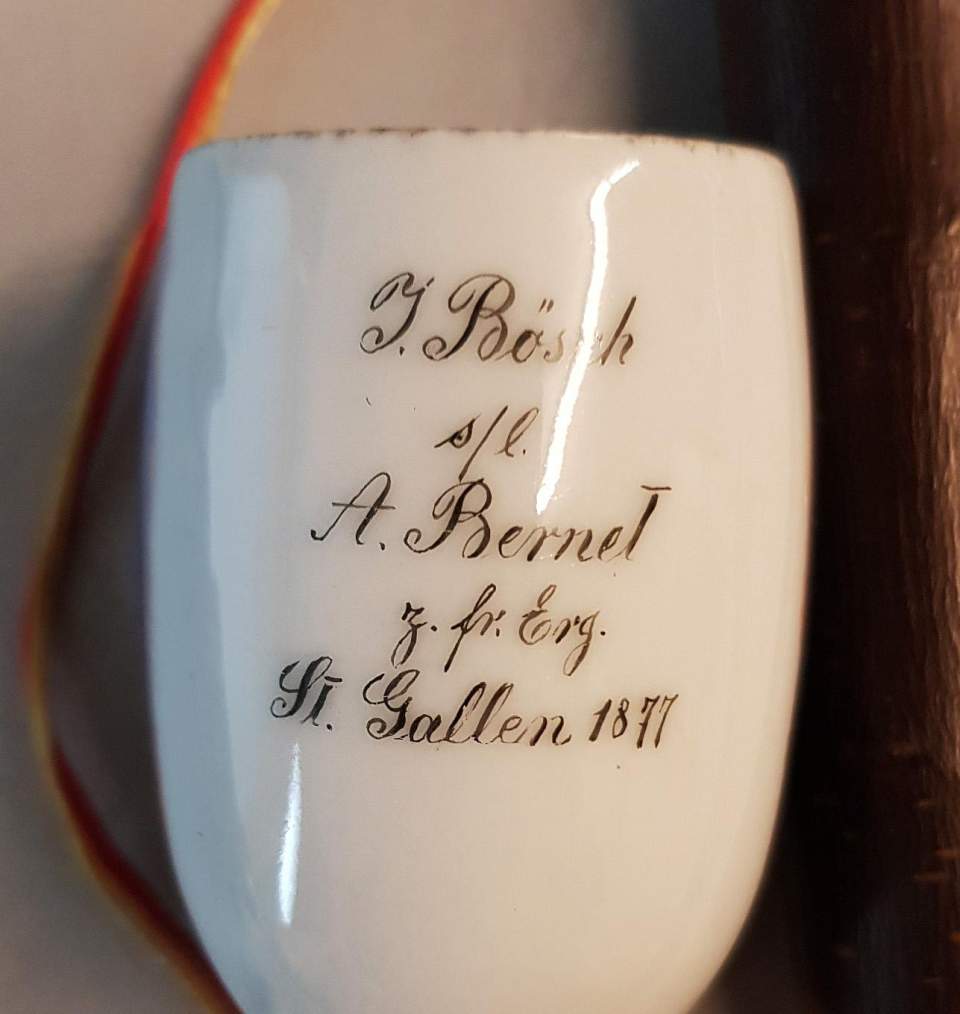 J. Bösch
s/l.
A. Bernet
z. fr. Erg.
St. Gallen 1877